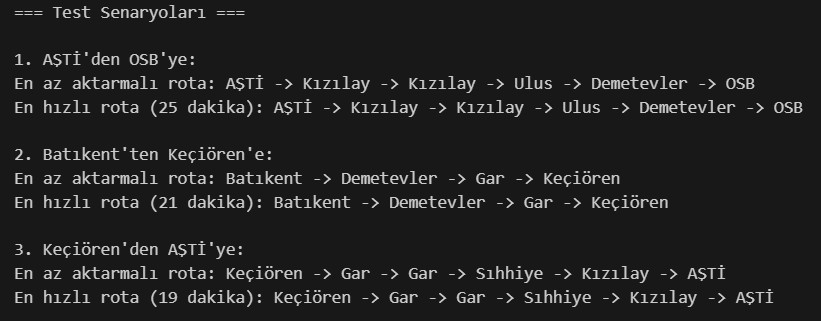 === Test Senaryoları ===
1. AŞTİ'den OSB'ye:
En az aktarmalı rota: AŞTİ -> Kızılay -> Kızılay -> Ulus -> Demetevler -> OSB
En hızlı rota (25 dakika): AŞTİ -> Kızılay -> Kızılay -> Ulus -> Demetevler -> OSB
2. Batıkent'ten Keçiören'e:
En az aktarmalı rota: Batıkent -> Demetevler -> Gar -> Keçiören
En hızlı rota (21 dakika): Batıkent -> Demetevler -> Gar -> Keçiören
3. Keçiören'den AŞTİ'ye:
En az aktarmalı rota: Keçiören -> Gar -> Gar -> Sıhhiye -> Kızılay -> AŞTİ
En hızlı rota (19 dakika): Keçiören -> Gar -> Gar -> Sıhhiye -> Kızılay -> AŞTİ